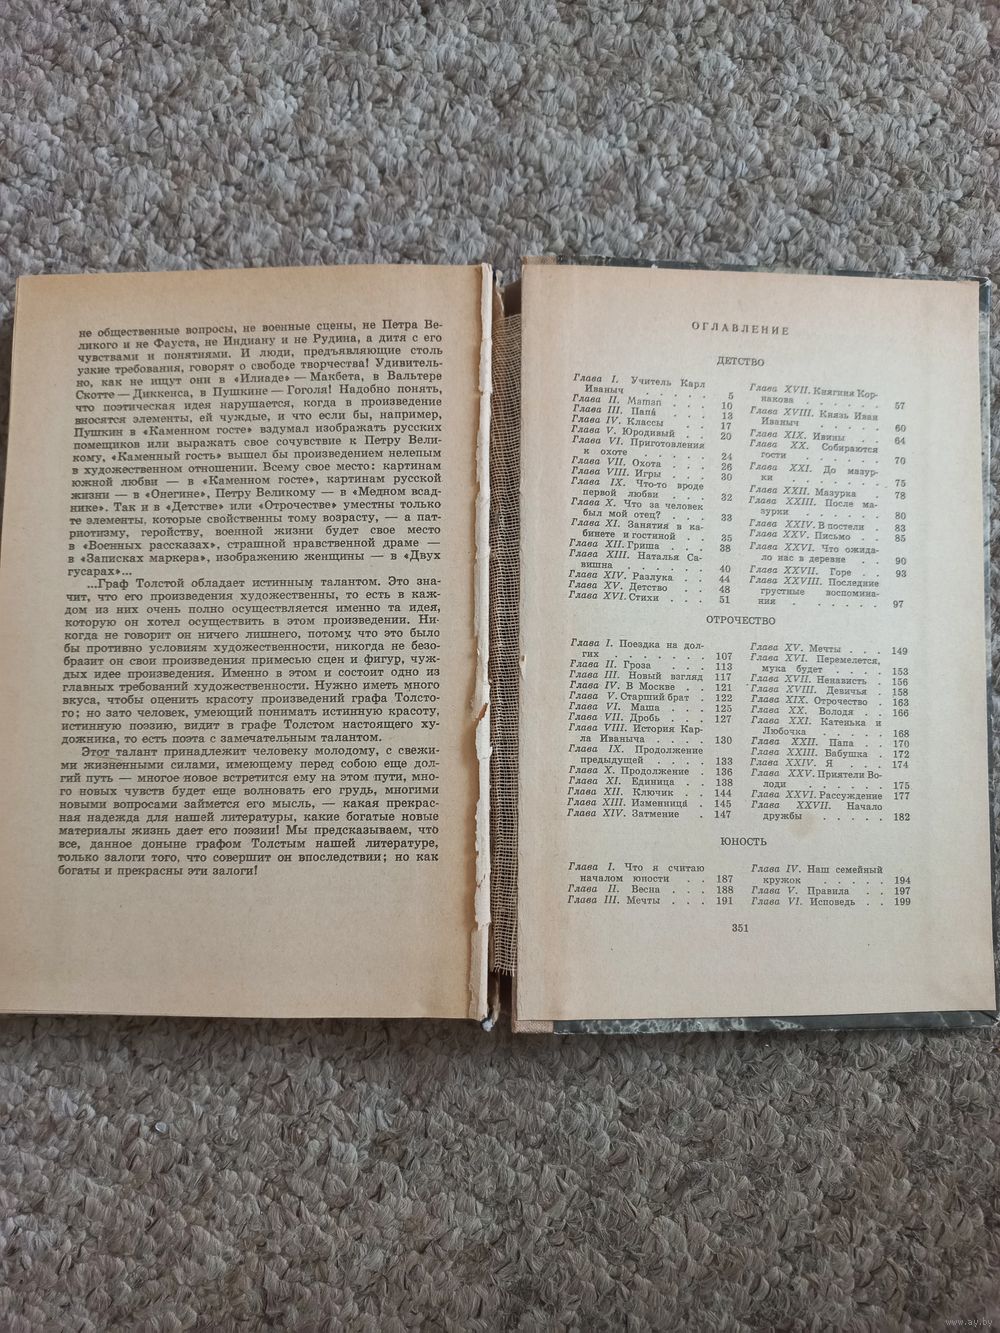 не общественные вопросы, не военные сцены, не Петра Ве-
ликого и не Фауста, не Индиану и не Рудина, а дитя с его
чувствами и понятиями. И люди, предъявляющие столь
узкие требования, говорят о свободе творчества! Удивитель-
но, как не ищут они в «Илиаде» — Макбета, в Вальтере
Скотте — Диккенса, в Пушкине — Гоголя! Надобно понять,
что поэтическая идея нарушается, когда в произведение
вносятся элементы, ей чуждые, и что если бы, например,
Пушкин в «Каменном госте» вздумал изображать русских
помещиков или выражать свое сочувствие к Петру Вели-
кому, «Каменный гость» вышел бы произведением нелепым
в художественном отношении. Всему свое место: картинам
южной любви — в «Каменном госте», картинам русской
жизни — в «Онегине», Петру Великому — в «Медном всад-
нике». Так и в «Детстве» или «Отрочестве» уместны только
те элементы, которые свойственны тому возрасту, — а пат-
риотизму, геройству, военной жизни будет свое место
в «Военных рассказах», страшной нравственной драме —
в «Записках маркера», изображению женщины — в «Двух
гусарах»...
...Граф Толстой обладает истинным талантом. Это зна-
чит, что его произведения художественны, то есть в каж-
дом из них очень полно осуществляется именно та идея,
которую он хотел осуществить в этом произведении. Ни-
когда не говорит он ничего лишнего, потому что это было
бы противно условиям художественности, никогда не безо-
бразит он свои произведения примесью сцен и фигур, чуж-
дых идее произведения. Именно в этом и состоит одно из
главных требований художественности. Нужно иметь много
вкуса, чтобы оценить красоту произведений графа Толсто-
го; но зато человек, умеющий понимать истинную красоту,
истинную поэзию, видит в графе Толстом настоящего ху-
дожника, то есть поэта с замечательным талантом.
Этот талант принадлежит человеку молодому, с свежи-
ми жизненными силами, имеющему перед собою еще дол-
гий путь — многое новое встретится ему на этом пути, мно-
го новых чувств будет еще волновать его грудь, многими
новыми вопросами займется его мысль, — какая прекрас-
ная надежда для нашей литературы, какие богатые новые
материалы жизнь дает его поэзии! Мы предсказываем, что
все, данное доныне графом Толстым нашей литературе,
только залоги того, что совершит он впоследствии; но как
богаты и прекрасны эти залоги!
ОГЛАВЛЕНИЕ
ДЕТСТВО
Глава I. Учитель Карл
Иваныч . . . . . 5
Глава II. Maman . . . 10
Глава III. Папа . . . 13
Глава IV. Классы . . 17
Глава V. Юродивый . . 20
Глава VI. Приготовления
к охоте . . . . . 24
Глава VII. Охота . . . 26
Глава VIII. Игры . . . 30
Глава IX. Что-то вроде
первой любви . . . 32
Глава X. Что за человек
был мой отец? . . . 33
Глава XI. Занятия в ка-
бинете и гостиной . . 35
Глава XII. Гриша . . . 38
Глава XIII. Наталья Са-
вишна . . . . . 40
Глава XIV. Разлука . . 44
Глава XV. Детство . . 48
Глава XVI. Стихи . . . 51
Глава XVII. Княгиня Кор-
накова . . . . . 57
Глава XVIII. Князь Иван
Иваныч . . . . . 60
Глава XIX. Ивины . . 64
Глава XX. Собираются
гости . . . . . 70
Глава XXI. До мазур-
ки . . . . . . 75
Глава XXII. Мазурка . 78
Глава XXIII. После ма-
зурки . . . . . 80
Глава XXIV. В постели . 83
Глава XXV. Письмо . . 85
Глава XXVI. Что ожида-
ло нас в деревне . . 90
Глава XXVII. Горе . . 93
Глава XXVIII. Последние
грустные воспомина-
ния . . . . . . 97
ОТРОЧЕСТВО
Глава I. Поездка на дол-
гих . . . . . . . 107
Глава II. Гроза . . . 113
Глава III. Новый взгляд 117
Глава IV. В Москве . . 121
Глава V. Старший брат . 122
Глава VI. Маша . . . 125
Глава VII. Дробь . . . 127
Глава VIII. История Кар-
ла Иваныча . . . . 130
Глава IX. Продолжение
предыдущей . . . . 133
Глава X. Продолжение . 136
Глава XI. Единица . . 138
Глава XII. Ключик . . 144
Глава XIII. Изменница . 145
Глава XIV. Затмение . . 147
Глава XV. Мечты . . . 149
Глава XVI. Перемелется,
мука будет . . . . 153
Глава XVII. Ненависть . 156
Глава XVIII. Девичья . 158
Глава XIX. Отрочество . 163
Глава XX. Володя . . 166
Глава XXI. Катенька и
Любочка . . . . . 168
Глава XXII. Папа . . 170
Глава XXIII. Бабушка . 172
Глава XXIV. Я . . . . 174
Глава XXV. Приятели Во-
лоди . . . . . . 175
Глава XXVI. Рассуждение 177
Глава XXVII. Начало
дружбы . . . . . 182
ЮНОСТЬ
Глава I. Что я считаю
началом юности . . 187
Глава II. Весна . . . 188
Глава III. Мечты . . . 191
Глава IV. Наш семейный
кружок . . . . . 194
Глава V. Правила . . 197
Глава VI. Исповедь . . 199
351
www.ay.by